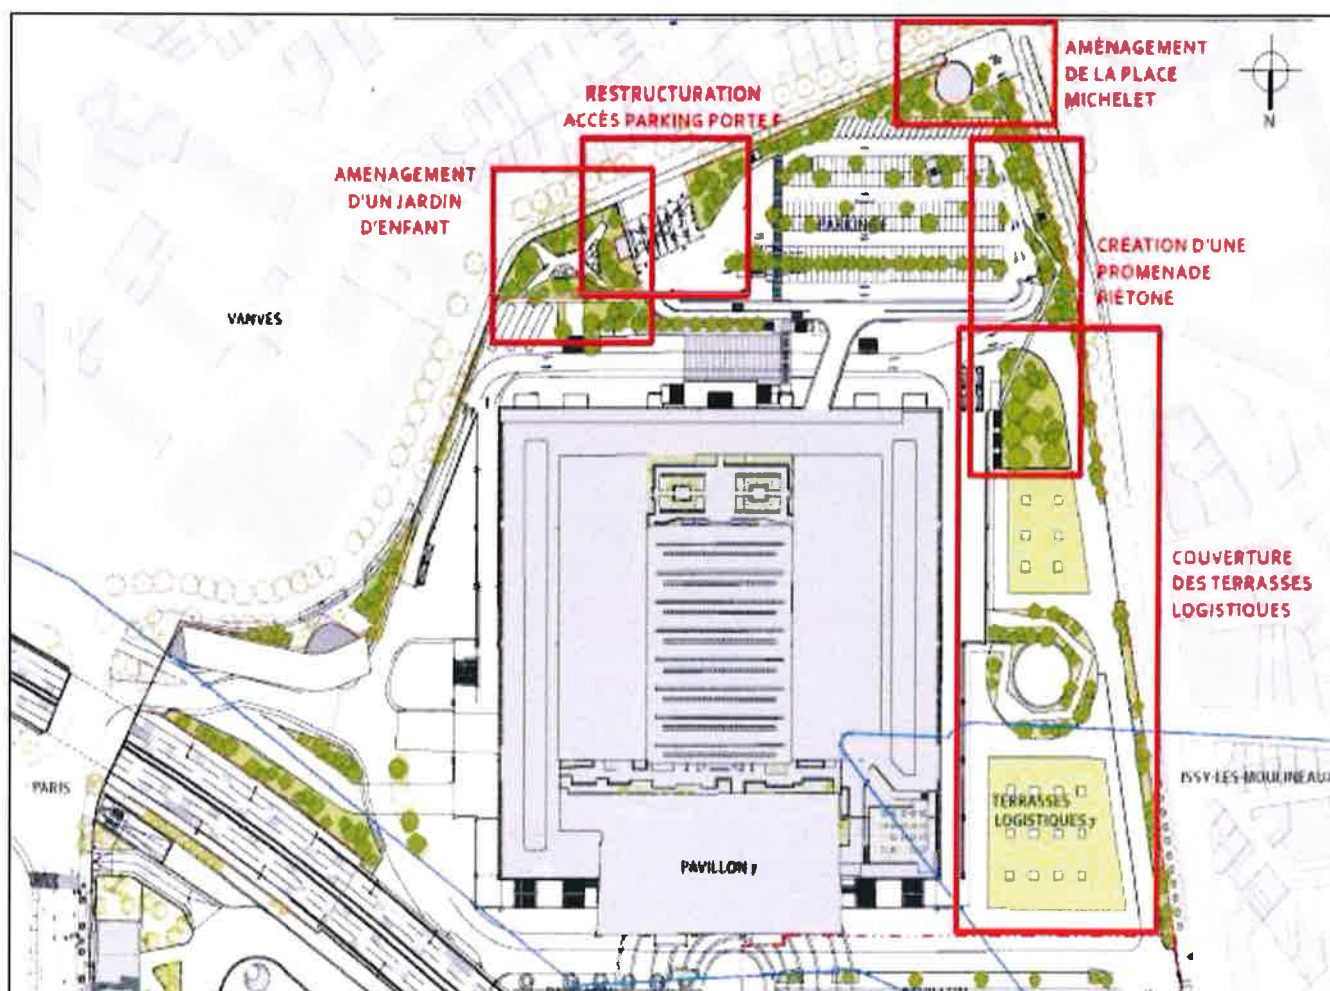 AMÉNAGEMENT
DE LA PLACE
MICHELET
N
RESTRUCTURATION
ACCÈS PARKING PORTE F
AMENAGEMENT
D'UN JARDIN
D'ENFANT
PARKING F
CRÉATION D'UNE
PROMENADE
PIÉTONE
VANVES
COUVERTURE
DES TERRASSES
LOGISTIQUES
PARIS
ISSY-LES-MOULINEAUX
TERRASSES
LOGISTIQUES 7
PAVILLON 7